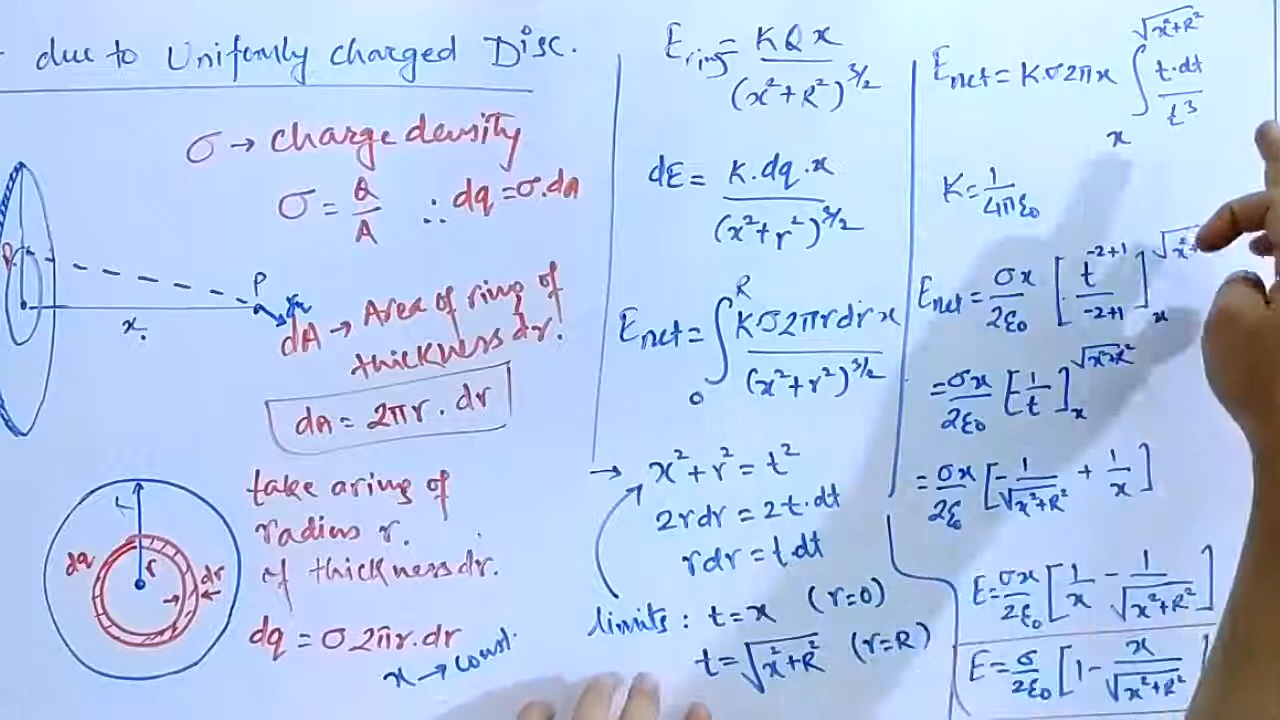 due to Uniformly charged Disc.
σ → charge density
σ = Q/A ∴ dq = σ.dA
P
x.
dA → Area of ring of
thickness dr.
dA = 2πr . dr
take a ring of
radius r.
of thickness dr.
dq = σ 2πr.dr
x → const.
dq
r
dr
E_ring = KQx/(x²+R²)^3/2
dE = K.dq.x/(x²+r²)^3/2
E_net = ∫₀^R Kσ2πrdr x/(x²+r²)^3/2
→ x²+r² = t²
2rdr = 2t.dt
rdr = t.dt
limits : t = x (r=0)
t = √(x²+R²) (r=R)
E_net = Kσ2πx ∫_x^√(x²+R²) t.dt/t³
K = 1/4πε₀
E_net = σx/2ε₀ [t^(-2+1)/(-2+1)]_x
= σx/2ε₀ [-1/t]_x^√(x²+R²)
= σx/2ε₀ [-1/√(x²+R²) + 1/x]
E = σx/2ε₀ [1/x - 1/√(x²+R²)]
E = σ/2ε₀ [1 - x/√(x²+R²)]